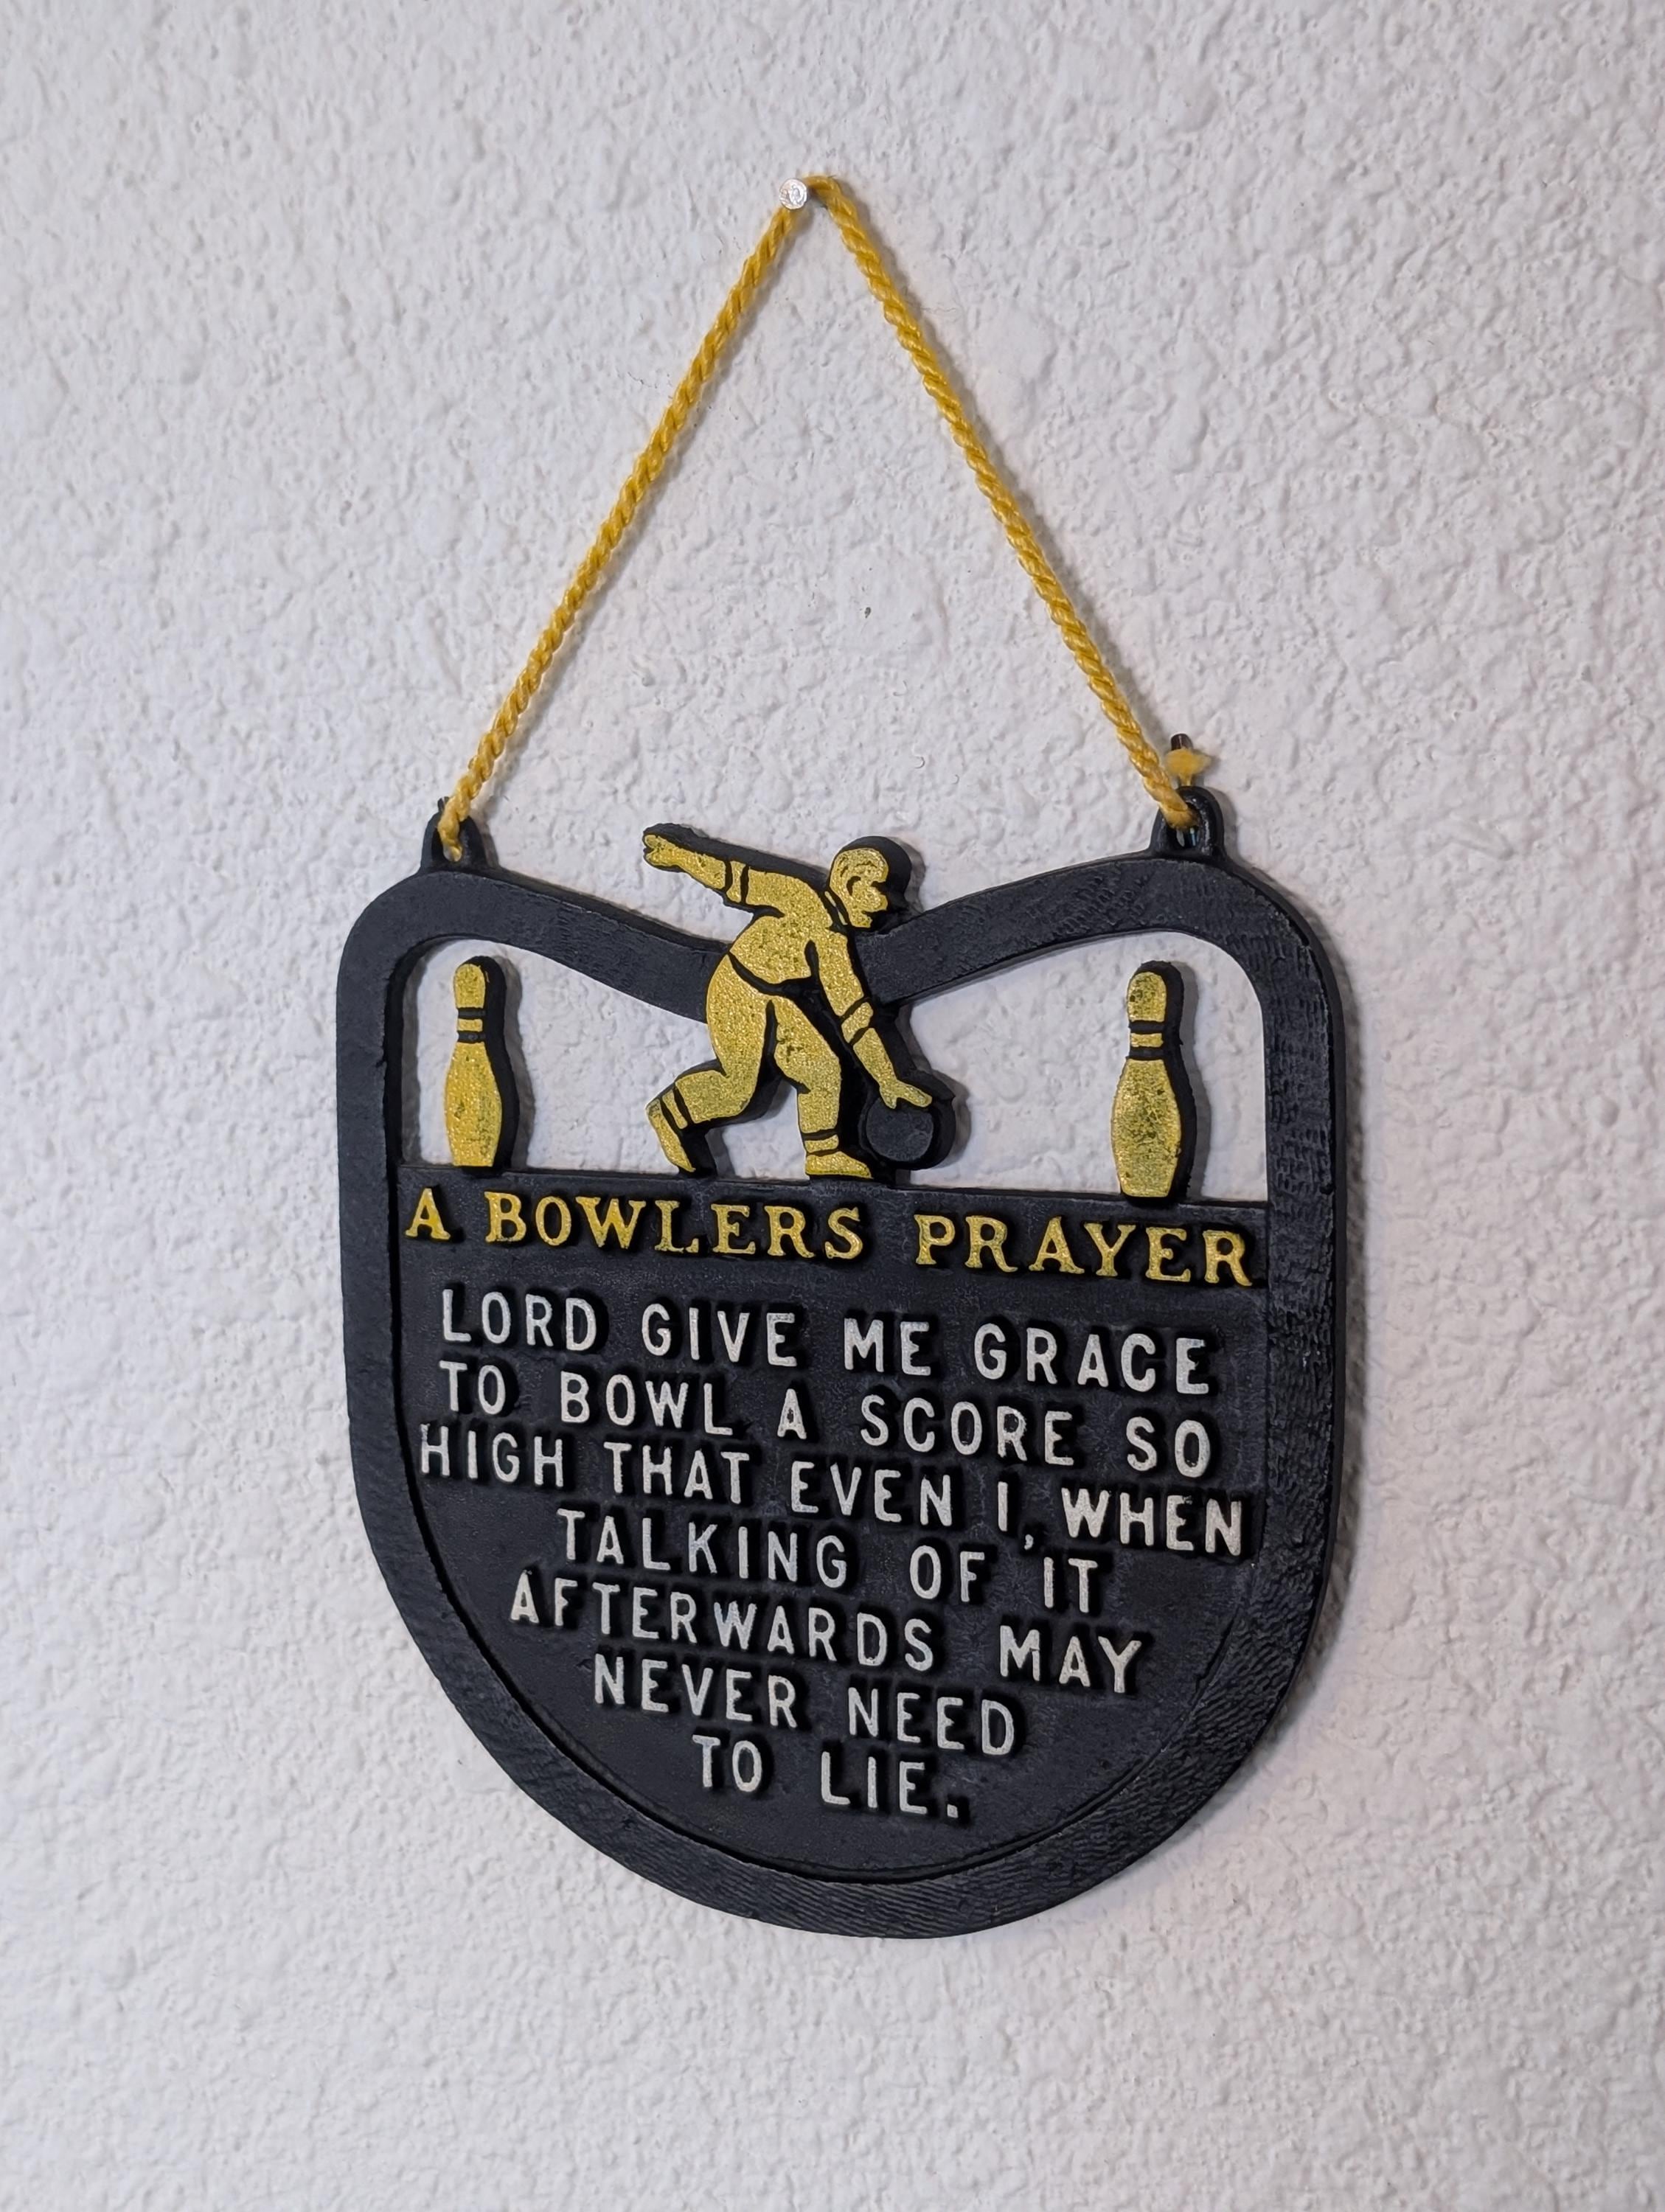 A BOWLERS PRAYER
LORD GIVE ME GRACE
TO BOWL A SCORE SO
HIGH THAT EVEN I, WHEN
TALKING OF IT
AFTERWARDS MAY
NEVER NEED
TO LIE.